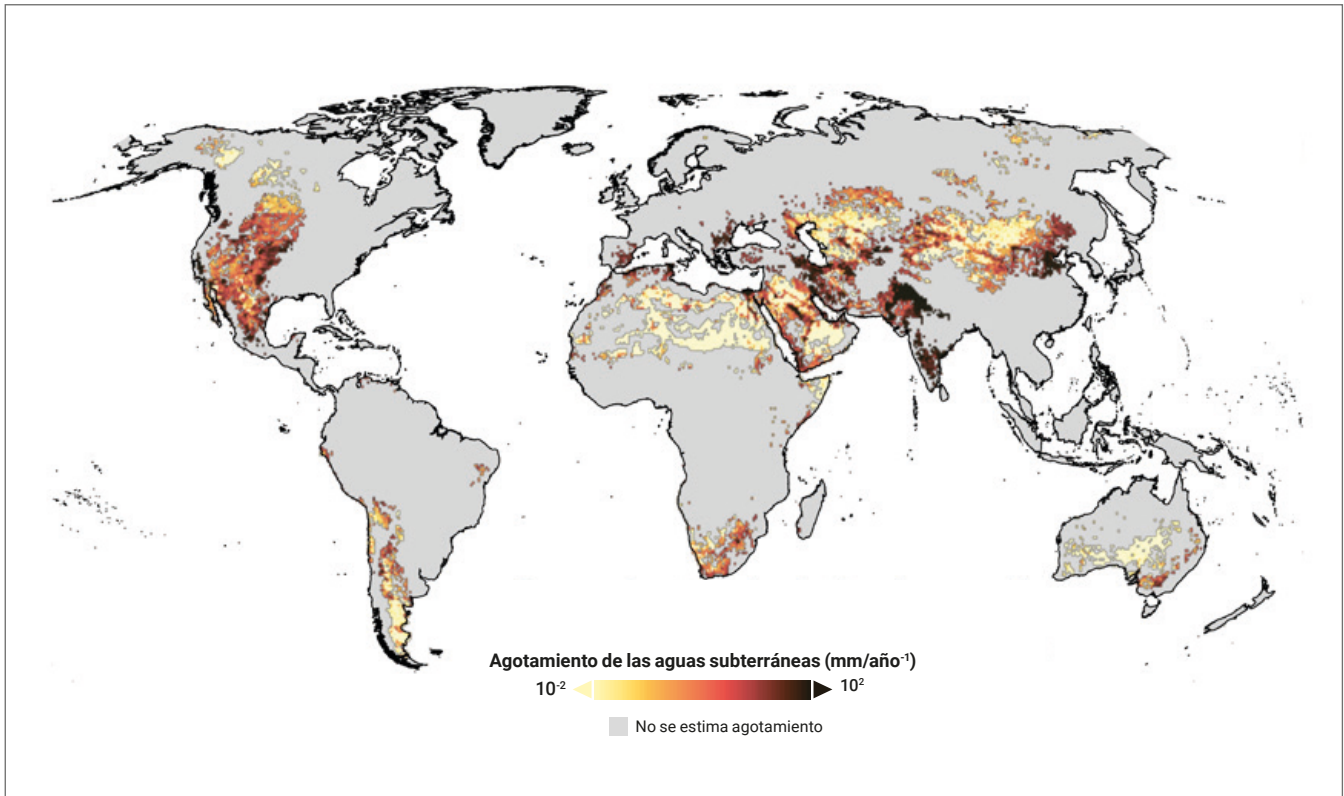 Agotamiento de las aguas subterráneas (mm/año⁻¹)
10⁻² 10²
No se estima agotamiento